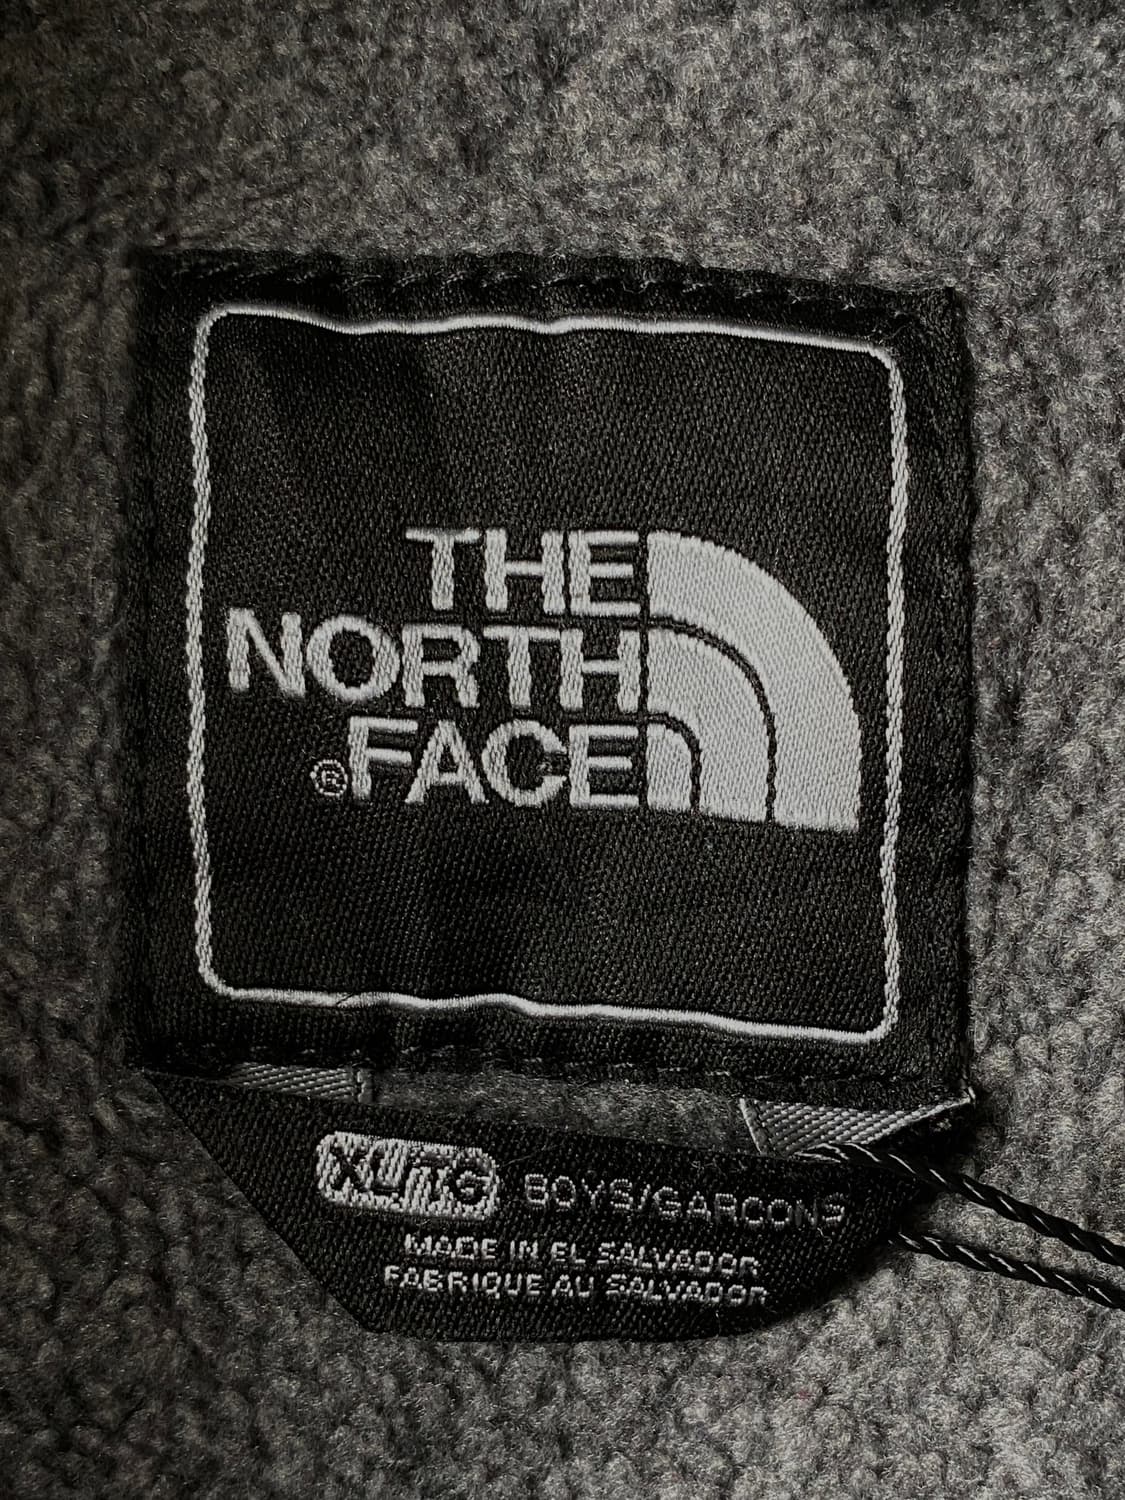 THE
NORTH
®FACE
XL/TG BOYS/GARCONS
MADE IN EL SALVADOR
FABRIQUE AU SALVADOR